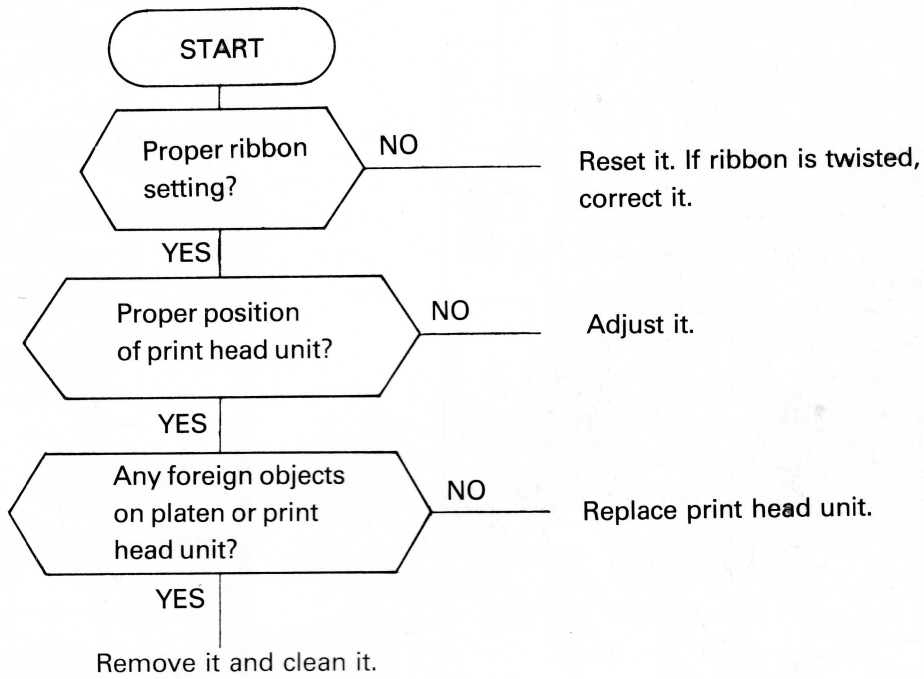 START
Proper ribbon
setting?
NO
Reset it. If ribbon is twisted,
correct it.
YES
Proper position
of print head unit?
NO
Adjust it.
YES
Any foreign objects
on platen or print
head unit?
NO
Replace print head unit.
YES
Remove it and clean it.